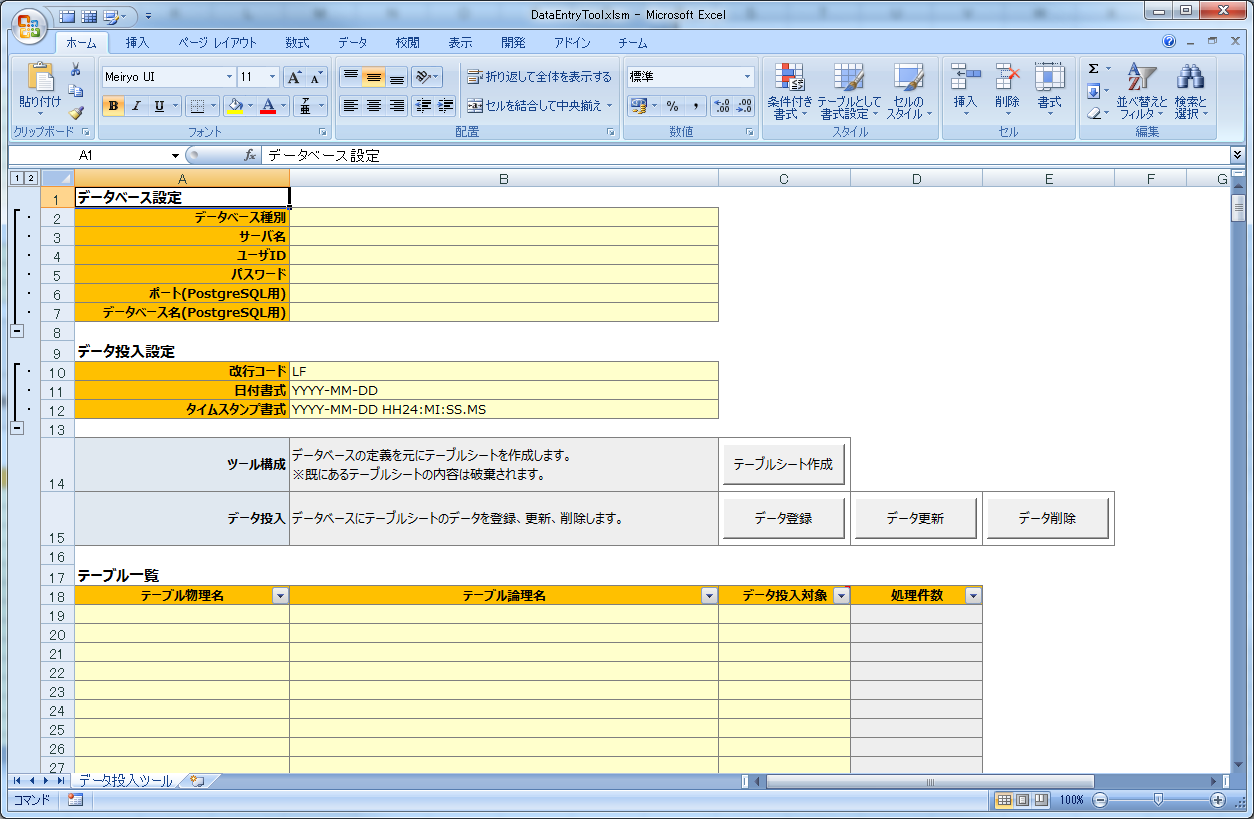 DataEntryTool.xlsm - Microsoft Excel
ホーム 挿入 ページ レイアウト 数式 データ 校閲 表示 開発 アドイン チーム
貼り付け
クリップボード
Meiryo UI 11
B I U
フォント
折り返して全体を表示する
セルを結合して中央揃え
配置
標準
% ,
数値
条件付き書式
テーブルとして書式設定
セルのスタイル
スタイル
挿入 削除 書式
セル
Σ
並べ替えとフィルタ
検索と選択
編集
A1 fx データベース設定
1 2 A B C D E F G
1 データベース設定
2 データベース種別
3 サーバ名
4 ユーザID
5 パスワード
6 ポート(PostgreSQL用)
7 データベース名(PostgreSQL用)
8
9 データ投入設定
10 改行コード LF
11 日付書式 YYYY-MM-DD
12 タイムスタンプ書式 YYYY-MM-DD HH24:MI:SS.MS
13
14 ツール構成 データベースの定義を元にテーブルシートを作成します。
※既にあるテーブルシートの内容は破棄されます。
テーブルシート作成
15 データ投入 データベースにテーブルシートのデータを登録、更新、削除します。 データ登録 データ更新 データ削除
16
17 テーブル一覧
18 テーブル物理名 テーブル論理名 データ投入対象 処理件数
19
20
21
22
23
24
25
26
27
データ投入ツール
コマンド 100%